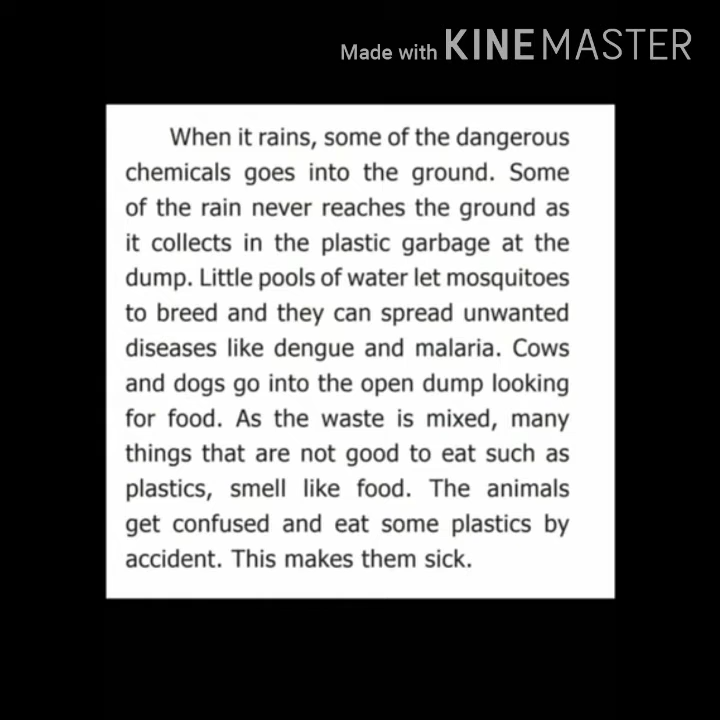 Made with KINEMASTER
When it rains, some of the dangerous
chemicals goes into the ground. Some
of the rain never reaches the ground as
it collects in the plastic garbage at the
dump. Little pools of water let mosquitoes
to breed and they can spread unwanted
diseases like dengue and malaria. Cows
and dogs go into the open dump looking
for food. As the waste is mixed, many
things that are not good to eat such as
plastics, smell like food. The animals
get confused and eat some plastics by
accident. This makes them sick.